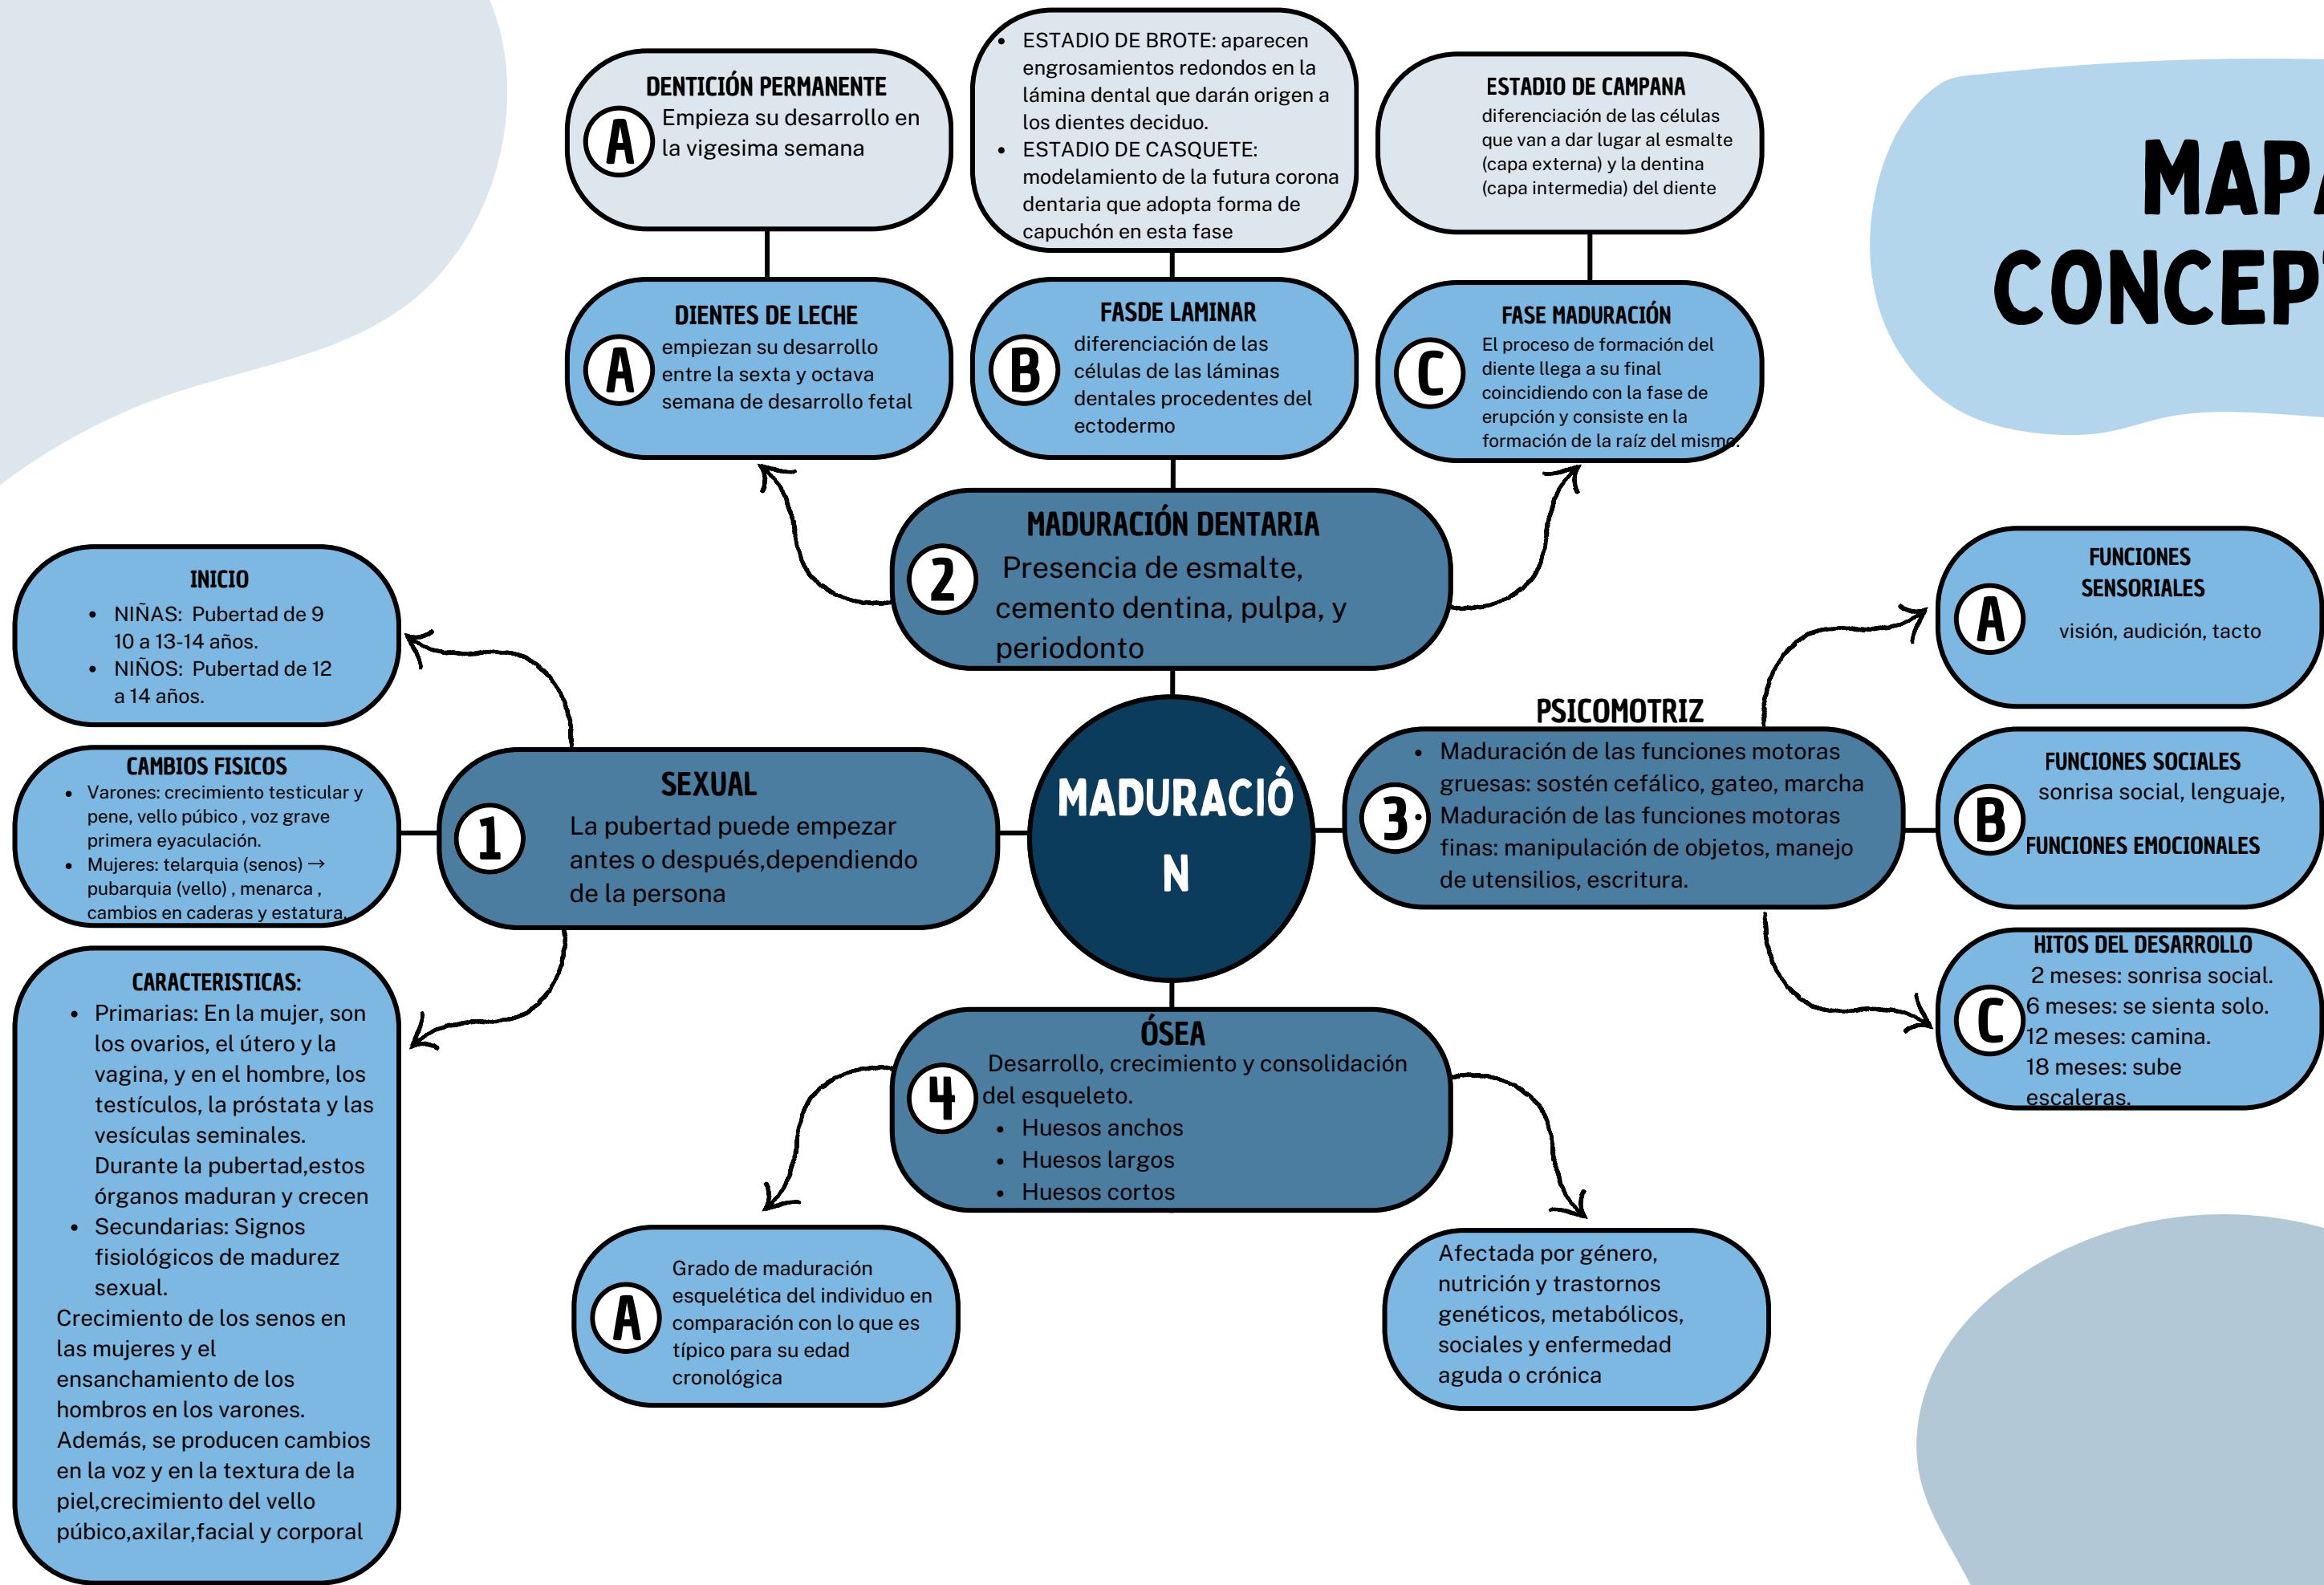 MAPA
CONCEP
ESTADIO DE BROTE: aparecen
engrosamientos redondos en la
lámina dental que darán origen a
los dientes deciduo.
ESTADIO DE CASQUETE:
modelamiento de la futura corona
dentaria que adopta forma de
capuchón en esta fase
DENTICIÓN PERMANENTE
A
Empieza su desarrollo en
la vigesima semana
ESTADIO DE CAMPANA
diferenciación de las células
que van a dar lugar al esmalte
(capa externa) y la dentina
(capa intermedia) del diente
DIENTES DE LECHE
A
empiezan su desarrollo
entre la sexta y octava
semana de desarrollo fetal
FASDE LAMINAR
B
diferenciación de las
células de las láminas
dentales procedentes del
ectodermo
FASE MADURACIÓN
C
El proceso de formación del
diente llega a su final
coincidiendo con la fase de
erupción y consiste en la
formación de la raíz del mismo.
MADURACIÓN DENTARIA
2
Presencia de esmalte,
cemento dentina, pulpa, y
periodonto
INICIO
NIÑAS: Pubertad de 9
10 a 13-14 años.
NIÑOS: Pubertad de 12
a 14 años.
CAMBIOS FISICOS
Varones: crecimiento testicular y
pene, vello púbico , voz grave
primera eyaculación.
Mujeres: telarquia (senos) →
pubarquia (vello) , menarca ,
cambios en caderas y estatura.
SEXUAL
1
La pubertad puede empezar
antes o después,dependiendo
de la persona
MADURACIÓ
N
PSICOMOTRIZ
3
Maduración de las funciones motoras
gruesas: sostén cefálico, gateo, marcha
Maduración de las funciones motoras
finas: manipulación de objetos, manejo
de utensilios, escritura.
FUNCIONES
SENSORIALES
A
visión, audición, tacto
FUNCIONES SOCIALES
B
sonrisa social, lenguaje,
FUNCIONES EMOCIONALES
HITOS DEL DESARROLLO
C
2 meses: sonrisa social.
6 meses: se sienta solo.
12 meses: camina.
18 meses: sube
escaleras.
CARACTERISTICAS:
Primarias: En la mujer, son
los ovarios, el útero y la
vagina, y en el hombre, los
testículos, la próstata y las
vesículas seminales.
Durante la pubertad,estos
órganos maduran y crecen
Secundarias: Signos
fisiológicos de madurez
sexual.
Crecimiento de los senos en
las mujeres y el
ensanchamiento de los
hombros en los varones.
Además, se producen cambios
en la voz y en la textura de la
piel,crecimiento del vello
púbico,axilar,facial y corporal
ÓSEA
4
Desarrollo, crecimiento y consolidación
del esqueleto.
Huesos anchos
Huesos largos
Huesos cortos
A
Grado de maduración
esquelética del individuo en
comparación con lo que es
típico para su edad
cronológica
Afectada por género,
nutrición y trastornos
genéticos, metabólicos,
sociales y enfermedad
aguda o crónica